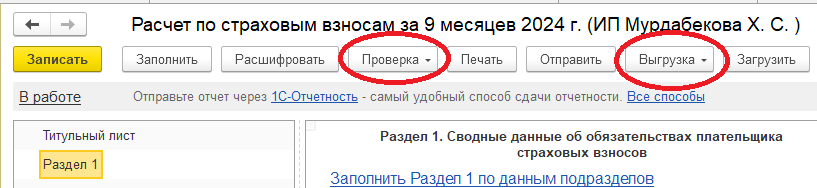 Расчет по страховым взносам за 9 месяцев 2024 г. (ИП Мурдабекова Х. С. )
Записать Заполнить Расшифровать Проверка Печать Отправить Выгрузка Загрузить
В работе Отправьте отчет через 1С-Отчетность - самый удобный способ сдачи отчетности. Все способы
Титульный лист
Раздел 1
Раздел 1. Сводные данные об обязательствах плательщика
страховых взносов
Заполнить Раздел 1 по данным подразделов